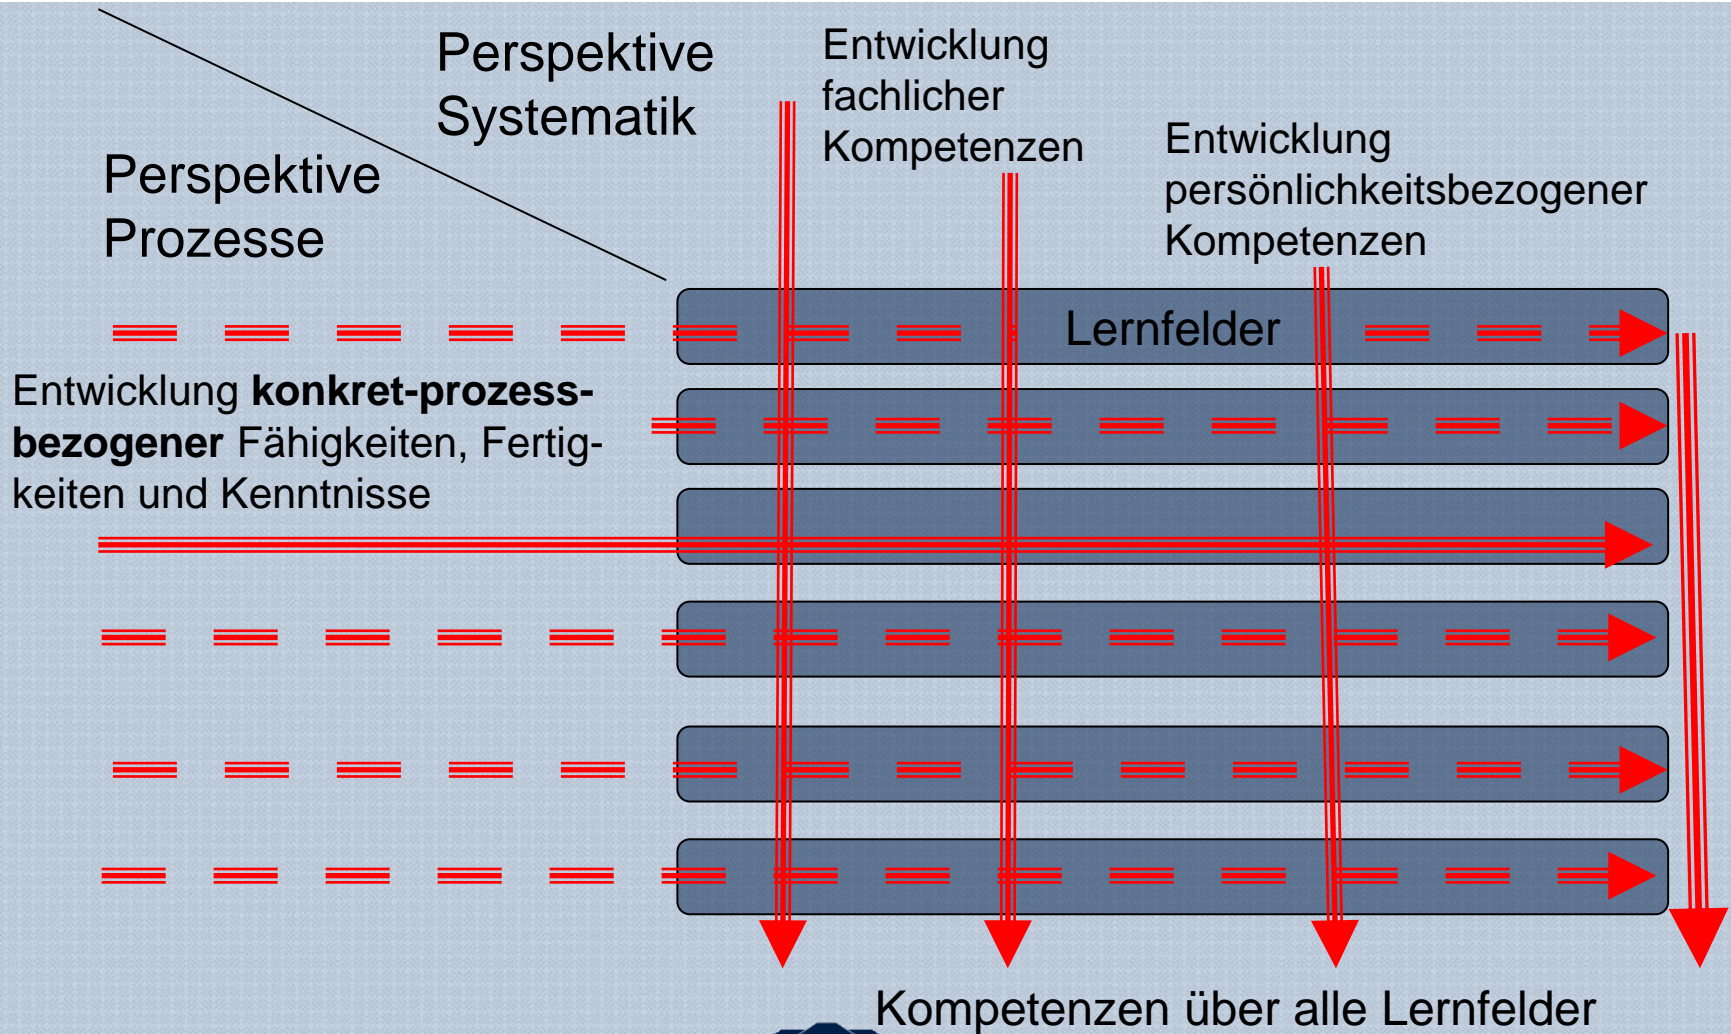 Perspektive
Systematik
Entwicklung
fachlicher
Kompetenzen
Entwicklung
persönlichkeitsbezogener
Kompetenzen
Perspektive
Prozesse
Lernfelder
Entwicklung konkret-prozess-
bezogener Fähigkeiten, Fertig-
keiten und Kenntnisse
Kompetenzen über alle Lernfelder